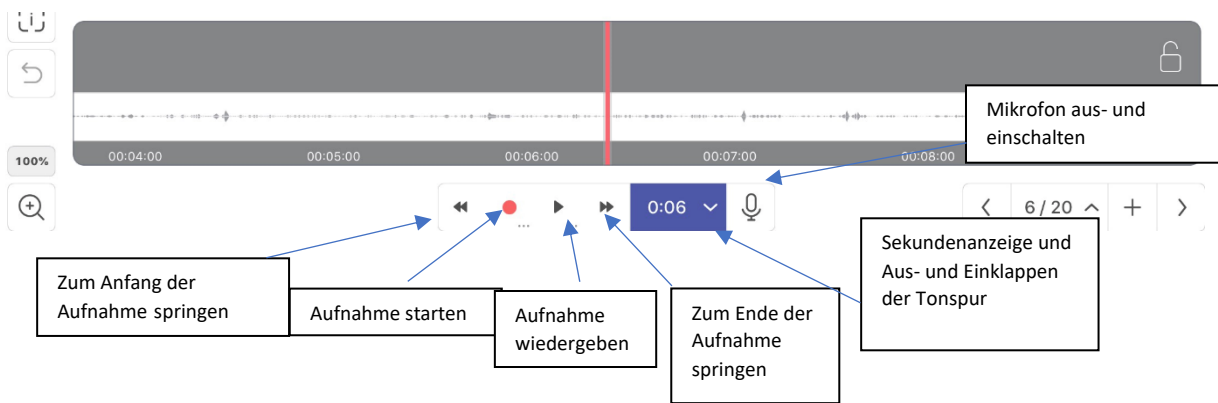 100%
00:04:00
00:05:00
00:06:00
00:07:00
00:08:00
Mikrofon aus- und
einschalten
0:06
6 / 20
Sekundenanzeige und
Aus- und Einklappen
der Tonspur
Zum Anfang der
Aufnahme springen
Aufnahme starten
Aufnahme
wiedergeben
Zum Ende der
Aufnahme
springen